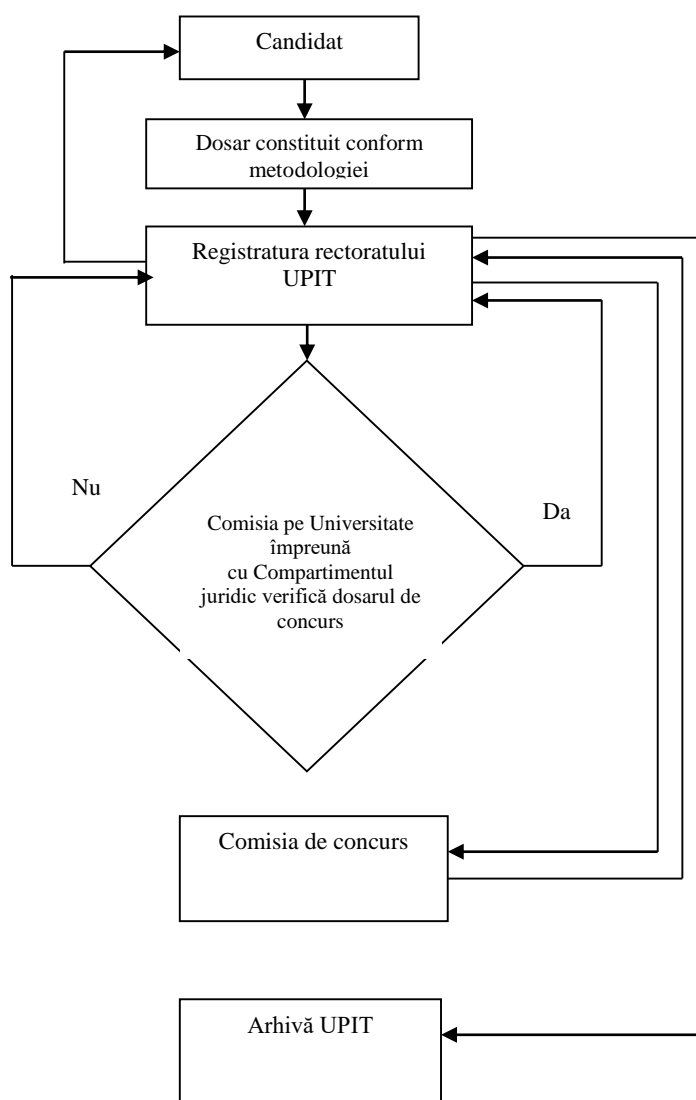 Candidat
Dosar constituit conform
metodologiei
Registratura rectoratului
UPIT
Nu
Da
Comisia pe Universitate
împreună
cu Compartimentul
juridic verifică dosarul de
concurs
Comisia de concurs
Arhivă UPIT